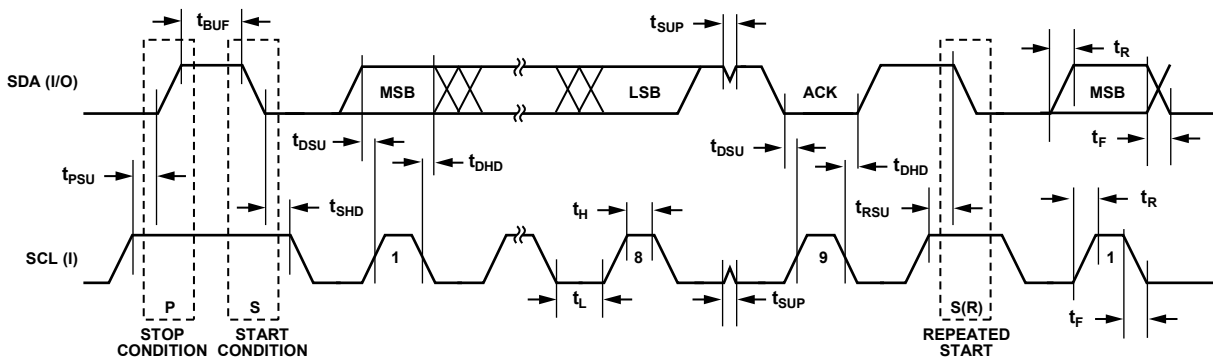 tBUF
tSUP
tR
SDA (I/O)
MSB
LSB
ACK
MSB
tDSU
tDHD
tDSU
tDHD
tF
tPSU
tSHD
tH
tRSU
tR
SCL (I)
1
8
9
1
P
S
tL
tSUP
S(R)
tF
STOP
CONDITION
START
CONDITION
REPEATED
START